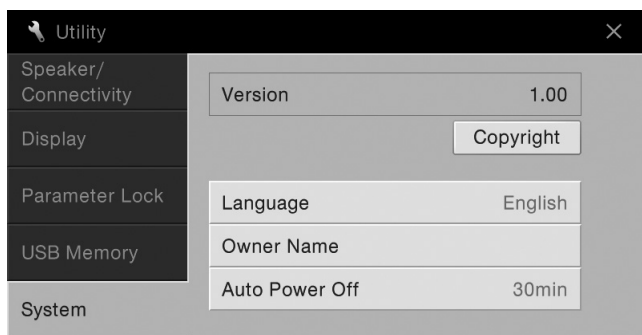 Utility
Speaker/
Connectivity
Display
Parameter Lock
USB Memory
System
Version 1.00
Copyright
Language English
Owner Name
Auto Power Off 30min